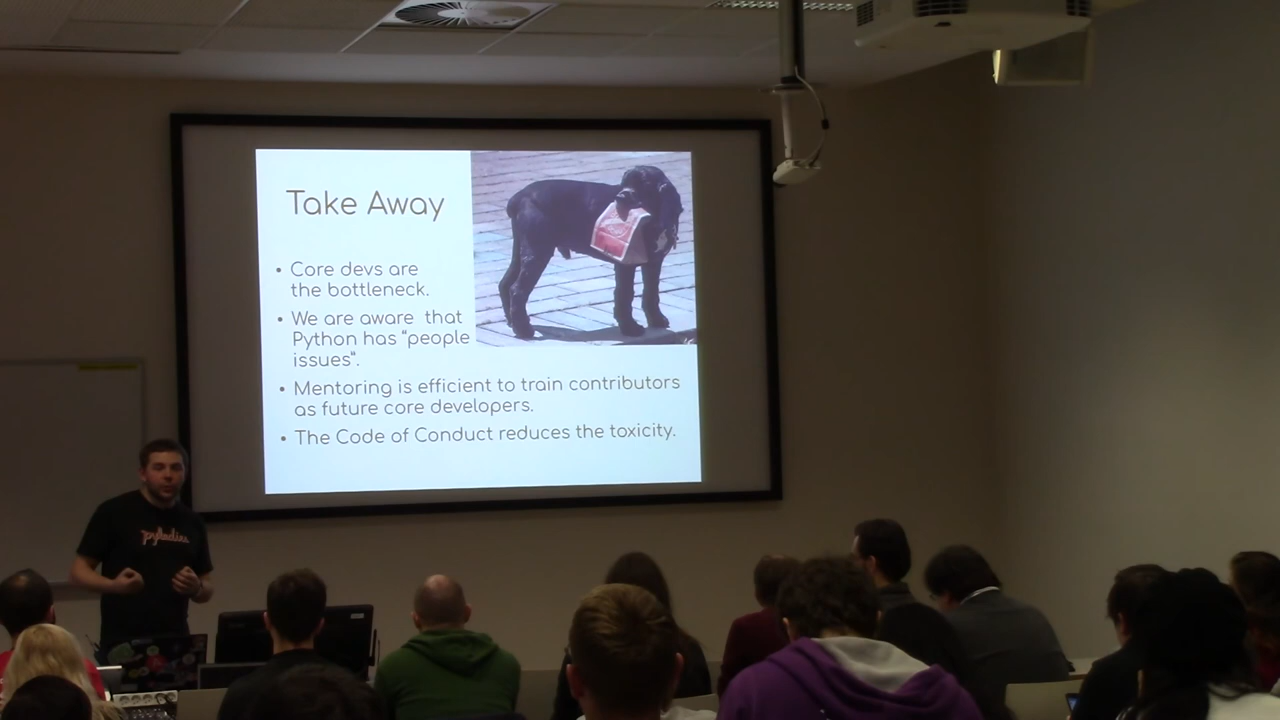 Take Away
• Core devs are
the bottleneck.
• We are aware that
Python has "people
issues".
• Mentoring is efficient to train contributors
as future core developers.
• The Code of Conduct reduces the toxicity.
pyladies